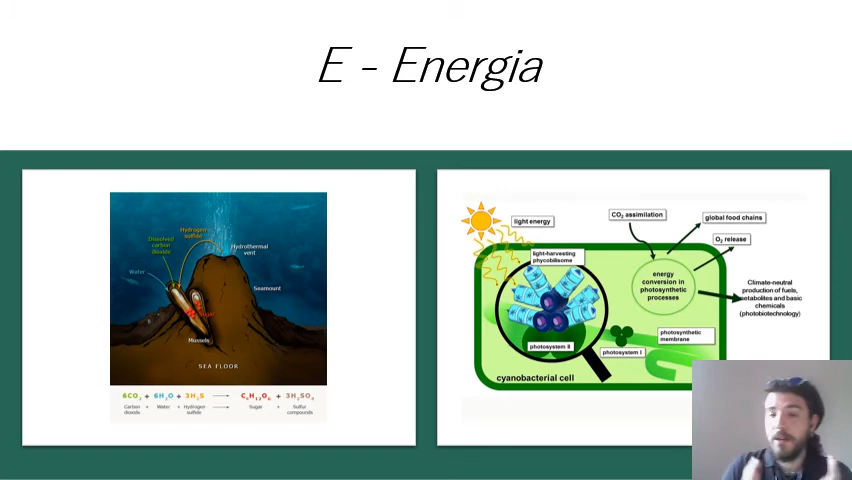 E - Energia
Hydrogen
sulfide
Dissolved
carbon
dioxide
Hydrothermal
vent
Water
Seamount
Sugar
Mussels
SEA FLOOR
6CO₂ + 6H₂O + 3H₂S → C₆H₁₂O₆ + 3H₂SO₄
Carbon dioxide + Water + Hydrogen sulfide Sugar + Sulfur compounds
light energy
CO₂ assimilation
global food chains
O₂ release
light-harvesting
phycobilisome
energy
conversion in
photosynthetic
processes
Climate-neutral
production of fuels,
metabolites and basic
chemicals
(photobiotechnology)
photosynthetic
membrane
photosystem II
photosystem I
cyanobacterial cell